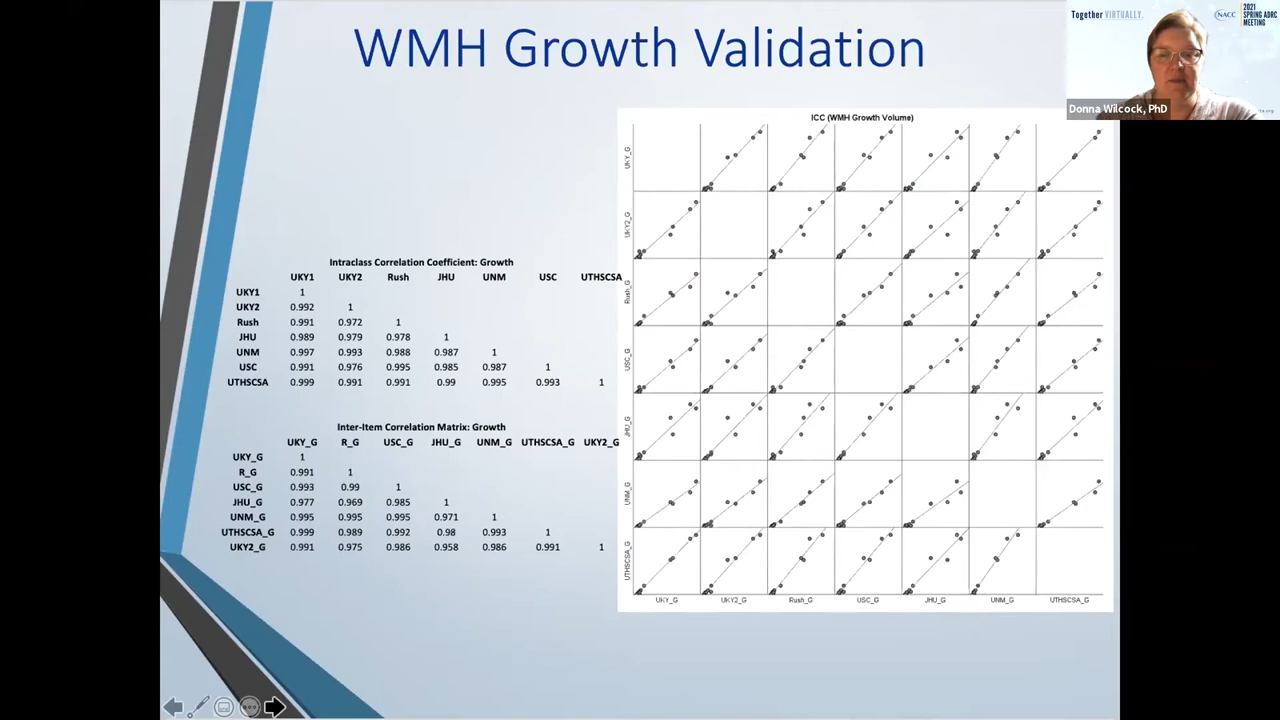 WMH Growth Validation
Together VIRTUALLY.
NACC
2021
SPRING ADRC
MEETING
Donna Wilcock, PhD
Intraclass Correlation Coefficient: Growth
UKY1 UKY2 Rush JHU UNM USC UTHSCSA
UKY1 1
UKY2 0.992 1
Rush 0.991 0.972 1
JHU 0.989 0.979 0.978 1
UNM 0.997 0.993 0.988 0.987 1
USC 0.991 0.976 0.995 0.985 0.987 1
UTHSCSA 0.999 0.991 0.991 0.99 0.995 0.993 1
Inter-Item Correlation Matrix: Growth
UKY_G R_G USC_G JHU_G UNM_G UTHSCSA_G UKY2_G
UKY_G 1
R_G 0.991 1
USC_G 0.993 0.99 1
JHU_G 0.977 0.969 0.985 1
UNM_G 0.995 0.995 0.995 0.971 1
UTHSCSA_G 0.999 0.989 0.992 0.98 0.993 1
UKY2_G 0.991 0.975 0.986 0.958 0.986 0.991 1
ICC (WMH Growth Volume)
UKY_G
UKY2_G
Rush_G
USC_G
JHU_G
UNM_G
UTHSCSA_G
UKY_G UKY2_G Rush_G USC_G JHU_G UNM_G UTHSCSA_G